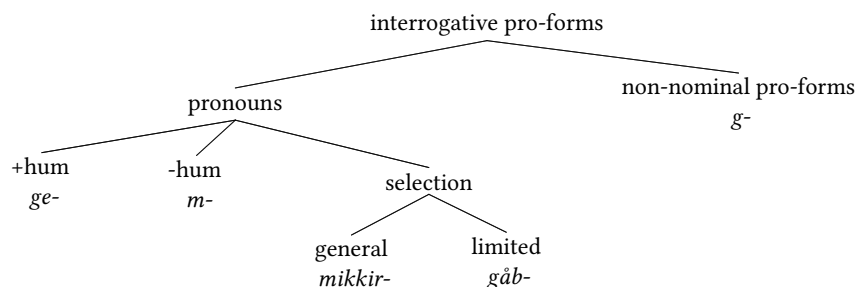 interrogative pro-forms
pronouns
non-nominal pro-forms
g-
+hum
ge-
-hum
m-
selection
general
mikkir-
limited
gåb-